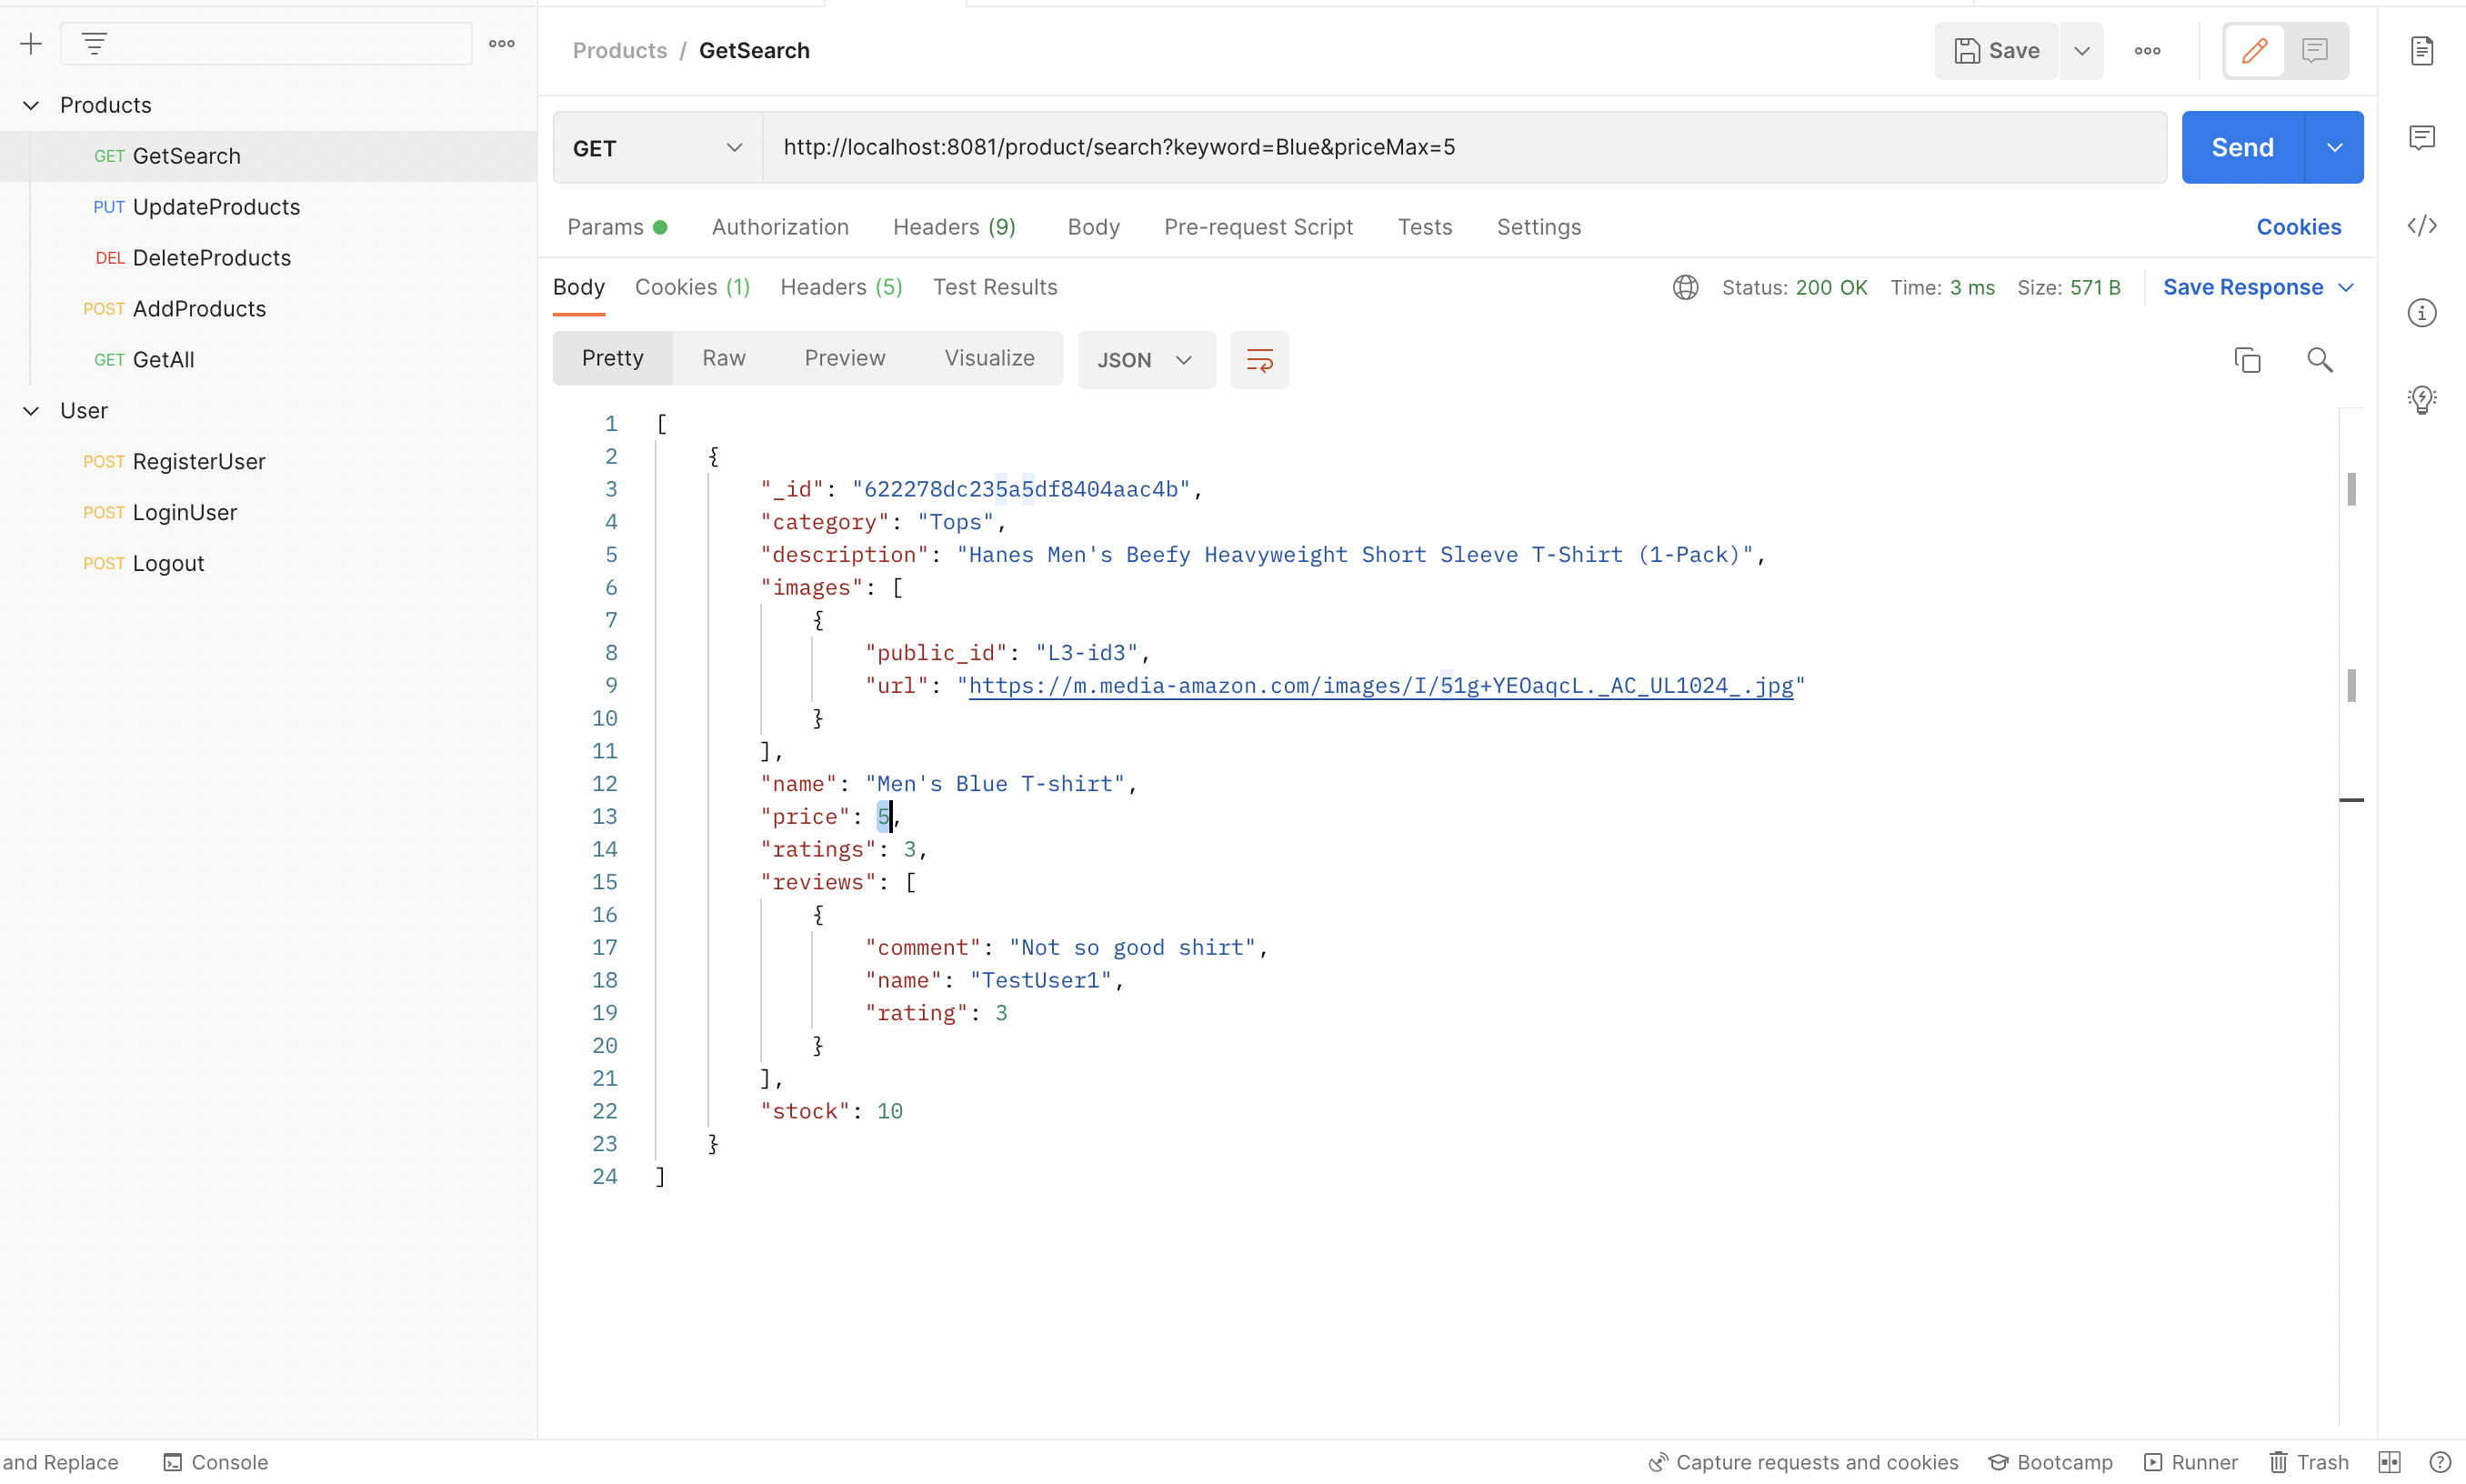 Products / GetSearch
Save
Products
GET GetSearch
PUT UpdateProducts
DEL DeleteProducts
POST AddProducts
GET GetAll
User
POST RegisterUser
POST LoginUser
POST Logout
GET http://localhost:8081/product/search?keyword=Blue&priceMax=5 Send
Params Authorization Headers (9) Body Pre-request Script Tests Settings Cookies
Body Cookies (1) Headers (5) Test Results Status: 200 OK Time: 3 ms Size: 571 B Save Response
Pretty Raw Preview Visualize JSON
1 [
2 {
3 "_id": "622278dc235a5df8404aac4b",
4 "category": "Tops",
5 "description": "Hanes Men's Beefy Heavyweight Short Sleeve T-Shirt (1-Pack)",
6 "images": [
7 {
8 "public_id": "L3-id3",
9 "url": "https://m.media-amazon.com/images/I/51g+YEOaqcL._AC_UL1024_.jpg"
10 }
11 ],
12 "name": "Men's Blue T-shirt",
13 "price": 5,
14 "ratings": 3,
15 "reviews": [
16 {
17 "comment": "Not so good shirt",
18 "name": "TestUser1",
19 "rating": 3
20 }
21 ],
22 "stock": 10
23 }
24 ]
and Replace Console Capture requests and cookies Bootcamp Runner Trash